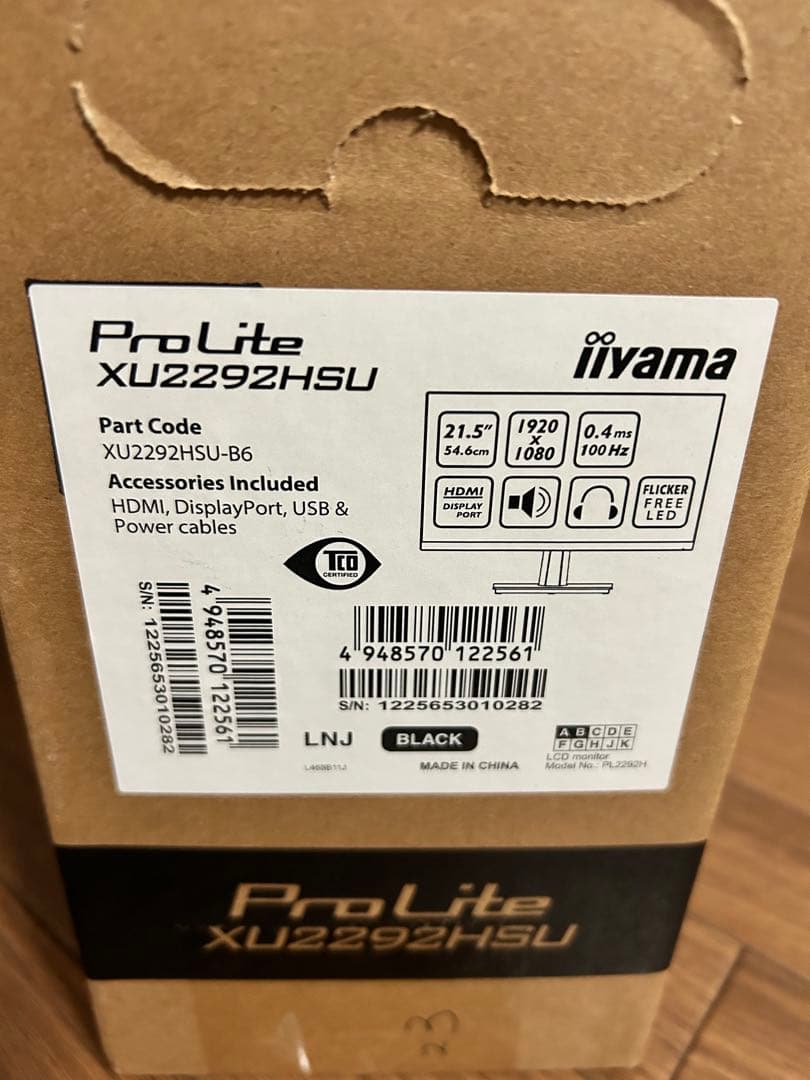 ProLite
XU2292HSU
iiyama
Part Code
XU2292HSU-B6
Accessories Included
HDMI, DisplayPort, USB &
Power cables
21.5"
54.6cm
1920
x
1080
0.4ms
100Hz
HDMI
DISPLAY
PORT
FLICKER
FREE
LED
TCO
CERTIFIED
S/N: 1225653010282
4 948570 122561
4 948570 122561
S/N: 1225653010282
LNJ
BLACK
A B C D E
F G H J K
LCD monitor
Model No.: PL2292H
MADE IN CHINA
ProLite
XU2292HSU
23